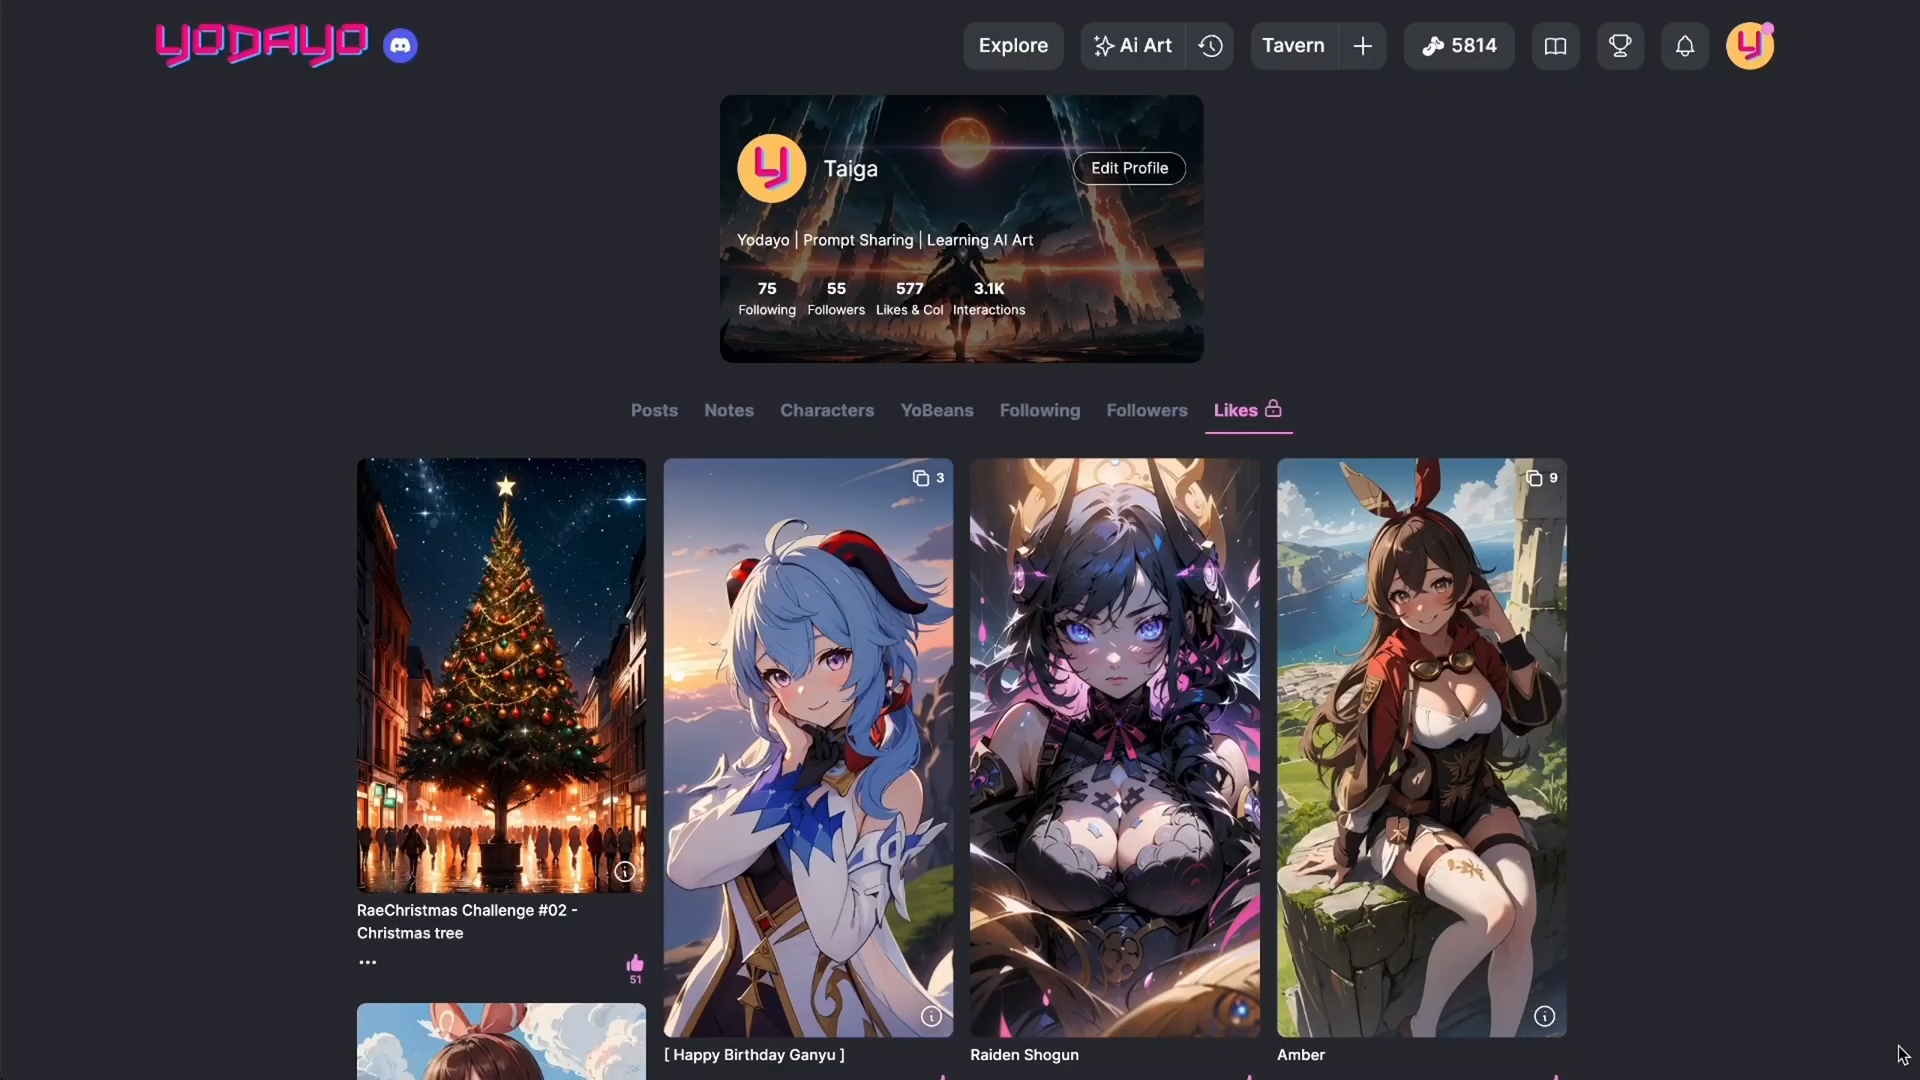 YODAYO
Explore
Ai Art
Tavern
5814
Taiga
Edit Profile
Yodayo | Prompt Sharing | Learning AI Art
75 55 577 3.1K
Following Followers Likes & Col Interactions
Posts Notes Characters YoBeans Following Followers Likes
3
9
RaeChristmas Challenge #02 -
Christmas tree
...
51
[ Happy Birthday Ganyu ]
Raiden Shogun
Amber